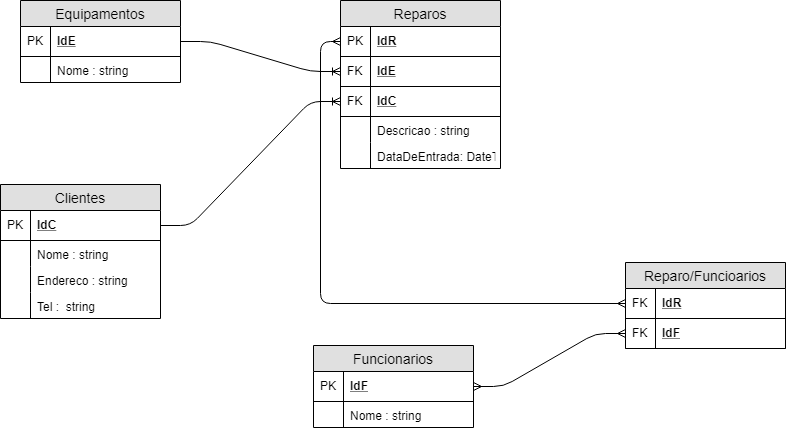 Equipamentos
PK IdE
Nome : string
Reparos
PK IdR
FK IdE
FK IdC
Descricao : string
DataDeEntrada: DateT
Clientes
PK IdC
Nome : string
Endereco : string
Tel : string
Reparo/Funcioarios
FK IdR
FK IdF
Funcionarios
PK IdF
Nome : string